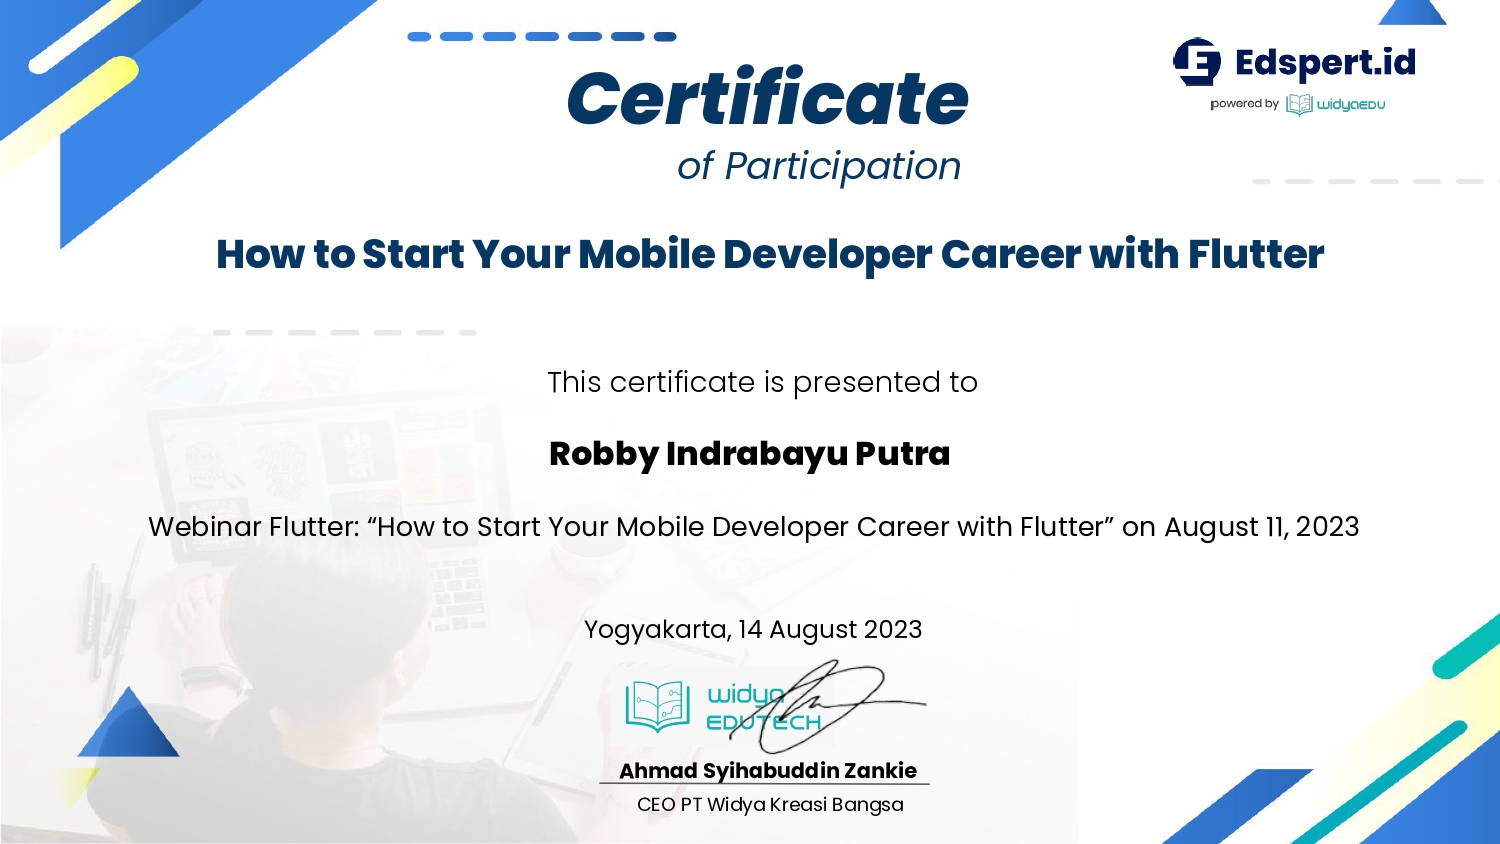 Certificate
of Participation
Edspert.id
powered by widyaEDU
How to Start Your Mobile Developer Career with Flutter
This certificate is presented to
Robby Indrabayu Putra
Webinar Flutter: “How to Start Your Mobile Developer Career with Flutter” on August 11, 2023
Yogyakarta, 14 August 2023
widya
EDUTECH
Ahmad Syihabuddin Zankie
CEO PT Widya Kreasi Bangsa